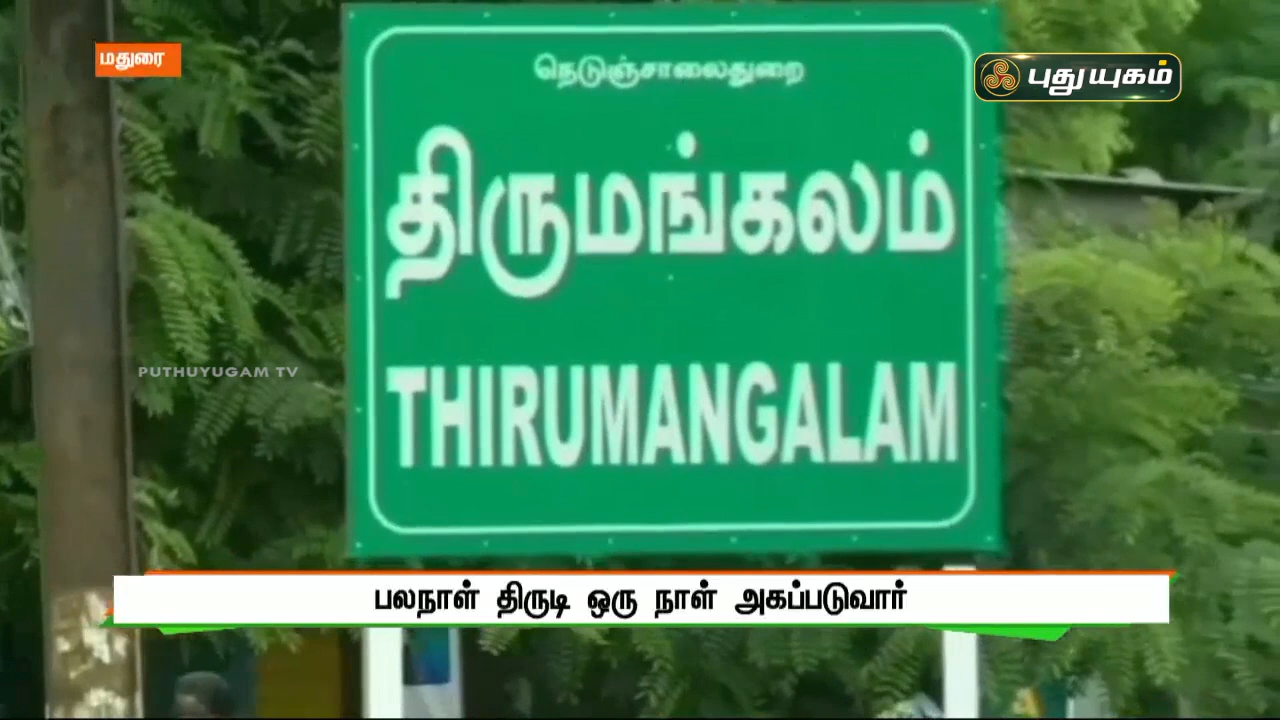 மதுரை
புதுயுகம்
நெடுஞ்சாலைதுறை
திருமங்கலம்
THIRUMANGALAM
PUTHUYUGAM TV
பலநாள் திருடி ஒரு நாள் அகப்படுவார்